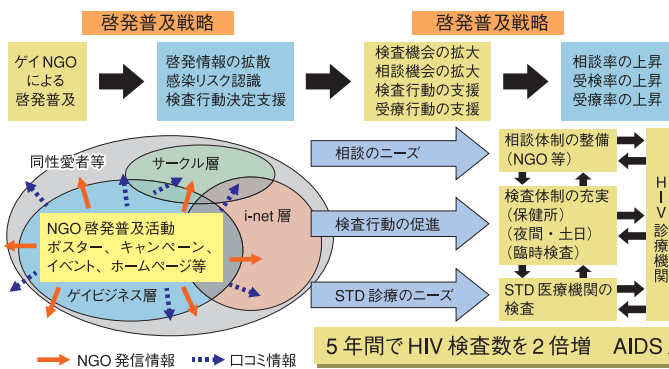 啓発普及戦略
啓発普及戦略
ゲイNGO
による
啓発普及
啓発情報の拡散
感染リスク認識
検査行動決定支援
検査機会の拡大
相談機会の拡大
検査行動の支援
受療行動の支援
相談率の上昇
受検率の上昇
受療率の上昇
同性愛者等
サークル層
i-net層
NGO啓発普及活動
ポスター、キャンペーン、
イベント、ホームページ等
ゲイビジネス層
相談のニーズ
検査行動の促進
STD診療のニーズ
相談体制の整備
（NGO等）
検査体制の充実
（保健所）
（夜間・土日）
（臨時検査）
STD医療機関の
検査
HIV診療機関
5年間でHIV検査数を2倍増 AIDS
NGO発信情報
口コミ情報